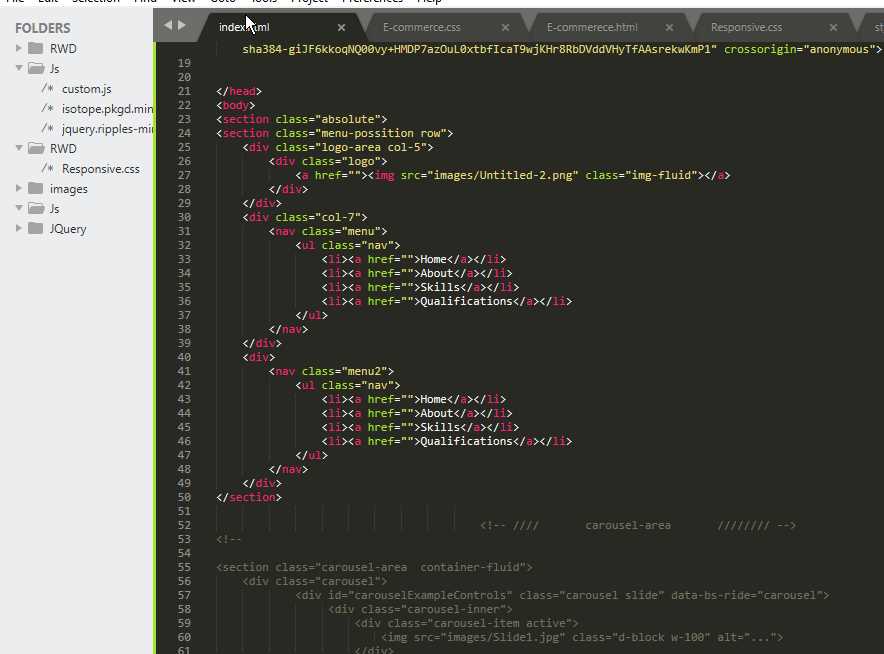 File Edit Selection Find View Goto Tools Project Preferences Help
FOLDERS
RWD
Js
/* custom.js
/* isotope.pkgd.min
/* jquery.ripples-mi
RWD
/* Responsive.css
images
Js
JQuery
E-commerce.css
E-commerece.html
Responsive.css
st
sha384-giJF6kkoqNQ00vy+HMDP7azOuL0xtbfIcaT9wjKHr8RbDVddVHyTfAAsrekwKmP1" crossorigin="anonymous">
19
20
21 </head>
22 <body>
23 <section class="absolute">
24 <section class="menu-possition row">
25 <div class="logo-area col-5">
26 <div class="logo">
27 <a href=""><img src="images/Untitled-2.png" class="img-fluid"></a>
28 </div>
29 </div>
30 <div class="col-7">
31 <nav class="menu">
32 <ul class="nav">
33 <li><a href="">Home</a></li>
34 <li><a href="">About</a></li>
35 <li><a href="">Skills</a></li>
36 <li><a href="">Qualifications</a></li>
37 </ul>
38 </nav>
39 </div>
40 <div>
41 <nav class="menu2">
42 <ul class="nav">
43 <li><a href="">Home</a></li>
44 <li><a href="">About</a></li>
45 <li><a href="">Skills</a></li>
46 <li><a href="">Qualifications</a></li>
47 </ul>
48 </nav>
49 </div>
50 </section>
51
52 <!-- //// carousel-area //////// -->
53 <!--
54
55 <section class="carousel-area container-fluid">
56 <div class="carousel">
57 <div id="carouselExampleControls" class="carousel slide" data-bs-ride="carousel">
58 <div class="carousel-inner">
59 <div class="carousel-item active">
60 <img src="images/Slide1.jpg" class="d-block w-100" alt="...">
61 </div>